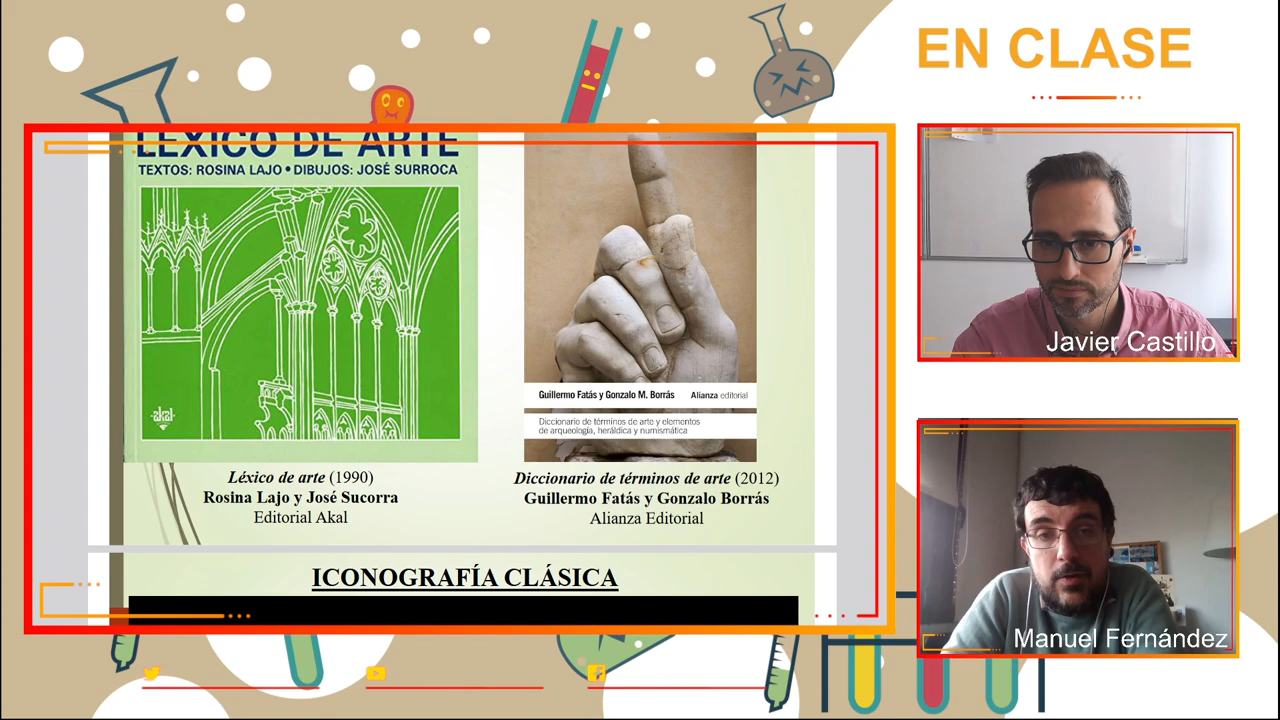 EN CLASE
LÉXICO DE ARTE
TEXTOS: ROSINA LAJO • DIBUJOS: JOSÉ SURROCA
akal
Guillermo Fatás y Gonzalo M. Borrás
Alianza editorial
Diccionario de términos de arte y elementos
de arqueología, heráldica y numismática
Léxico de arte (1990)
Rosina Lajo y José Sucorra
Editorial Akal
Diccionario de términos de arte (2012)
Guillermo Fatás y Gonzalo Borrás
Alianza Editorial
ICONOGRAFÍA CLÁSICA
Javier Castillo
Manuel Fernández